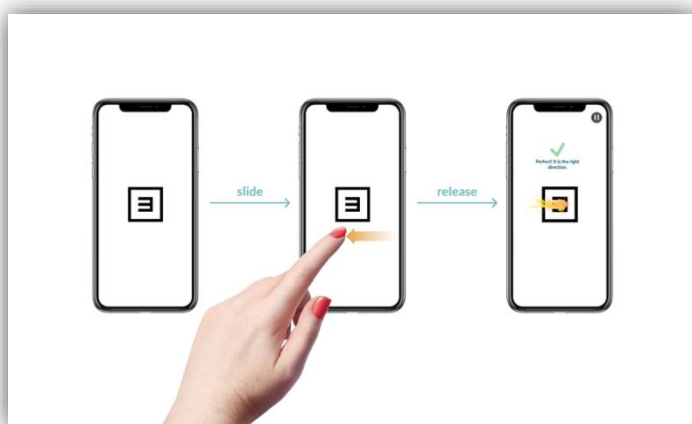 slide
release
Perfect! It is the right
direction.